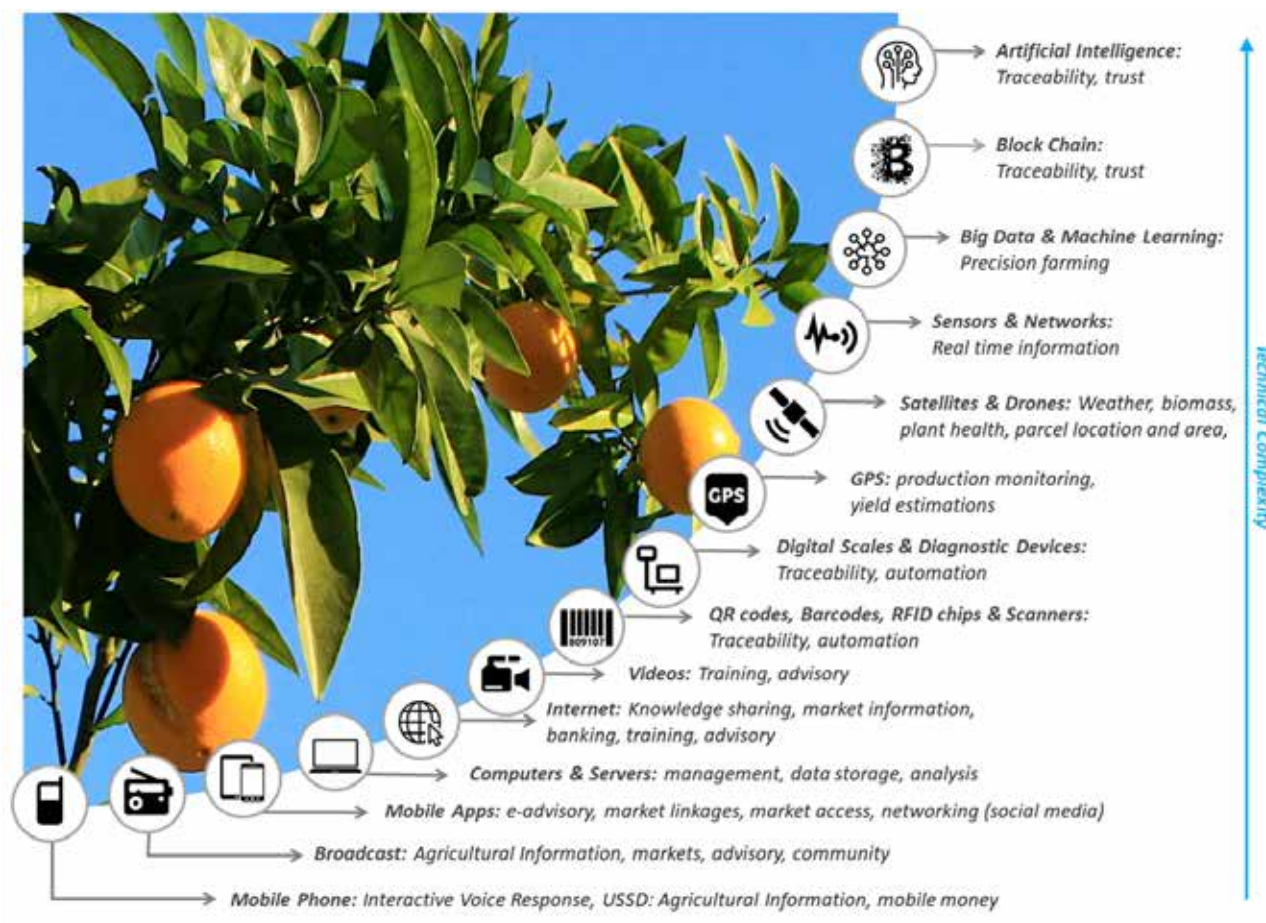 Artificial Intelligence:
Traceability, trust
Block Chain:
Traceability, trust
Big Data & Machine Learning:
Precision farming
Sensors & Networks:
Real time information
Satellites & Drones: Weather, biomass,
plant health, parcel location and area,
GPS
GPS: production monitoring,
yield estimations
Digital Scales & Diagnostic Devices:
Traceability, automation
009107
QR codes, Barcodes, RFID chips & Scanners:
Traceability, automation
Videos: Training, advisory
Internet: Knowledge sharing, market information,
banking, training, advisory
Computers & Servers: management, data storage, analysis
Mobile Apps: e-advisory, market linkages, market access, networking (social media)
Broadcast: Agricultural Information, markets, advisory, community
Mobile Phone: Interactive Voice Response, USSD: Agricultural Information, mobile money
Technical Complexity